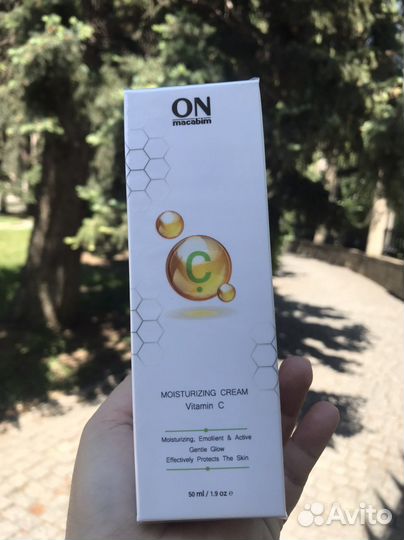 ON
macabim
C
MOISTURIZING CREAM
Vitamin C
Moisturizing, Emollient & Active
Gentle Glow
Effectively Protects The Skin
50 ml / 1.9 oz ℮
Avito